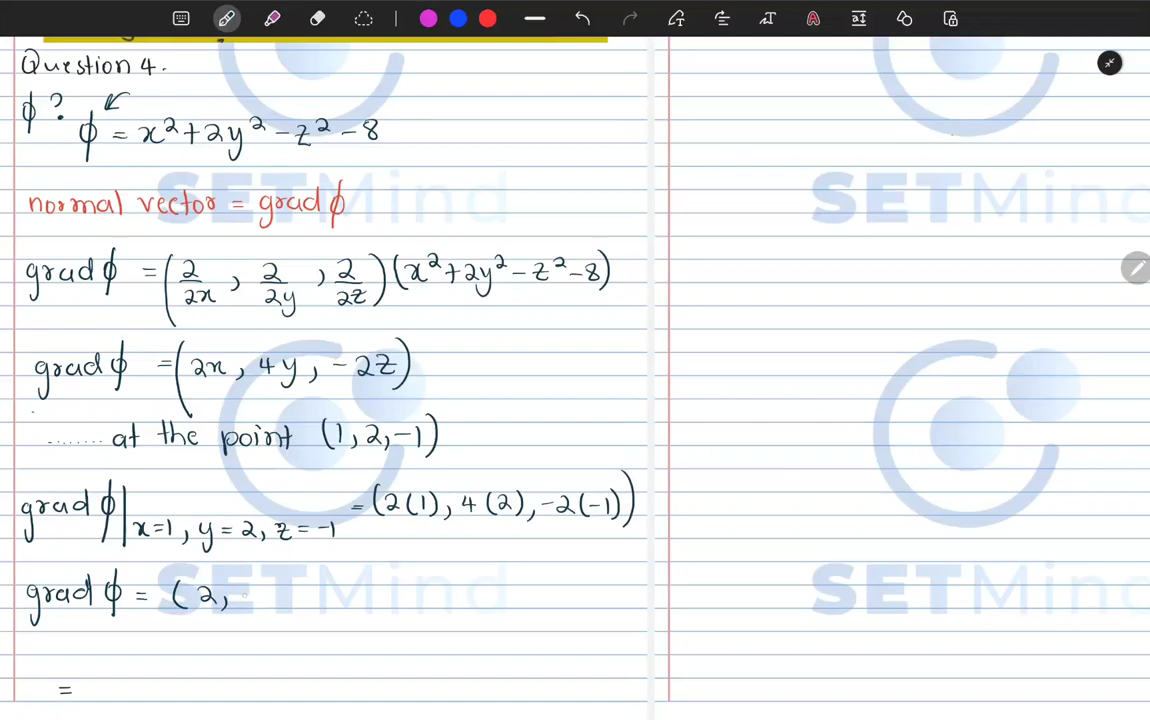 Question 4.
ϕ ? ϕ = x² + 2y² - z² - 8
normal vector = grad ϕ
grad ϕ = (∂/∂x, ∂/∂y, ∂/∂z)(x² + 2y² - z² - 8)
grad ϕ = (2x, 4y, -2z)
........ at the point (1, 2, -1)
grad ϕ|x=1, y=2, z=-1 = (2(1), 4(2), -2(-1))
grad ϕ = (2,
=
SETMind
SETMind
SETMind
SETMind